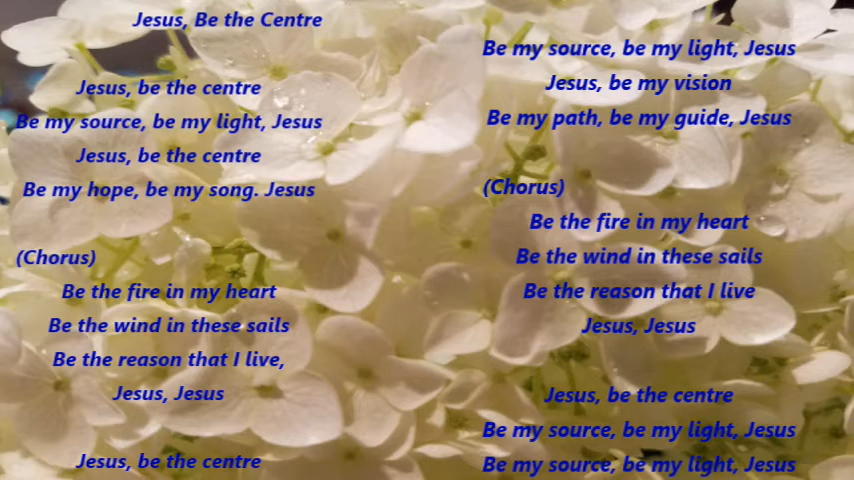 Jesus, Be the Centre
Jesus, be the centre
Be my source, be my light, Jesus
Jesus, be the centre
Be my hope, be my song. Jesus
(Chorus)
Be the fire in my heart
Be the wind in these sails
Be the reason that I live,
Jesus, Jesus
Jesus, be the centre
Be my source, be my light, Jesus
Jesus, be my vision
Be my path, be my guide, Jesus
(Chorus)
Be the fire in my heart
Be the wind in these sails
Be the reason that I live
Jesus, Jesus
Jesus, be the centre
Be my source, be my light, Jesus
Be my source, be my light, Jesus